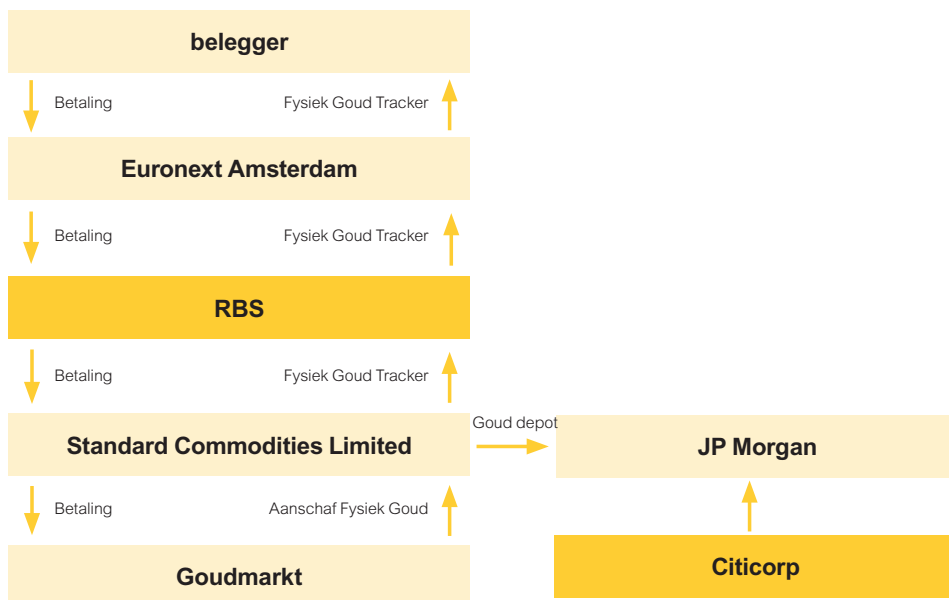 belegger
Betaling
Fysiek Goud Tracker
Euronext Amsterdam
Betaling
Fysiek Goud Tracker
RBS
Betaling
Fysiek Goud Tracker
Standard Commodities Limited
Goud depot
JP Morgan
Betaling
Aanschaf Fysiek Goud
Goudmarkt
Citicorp